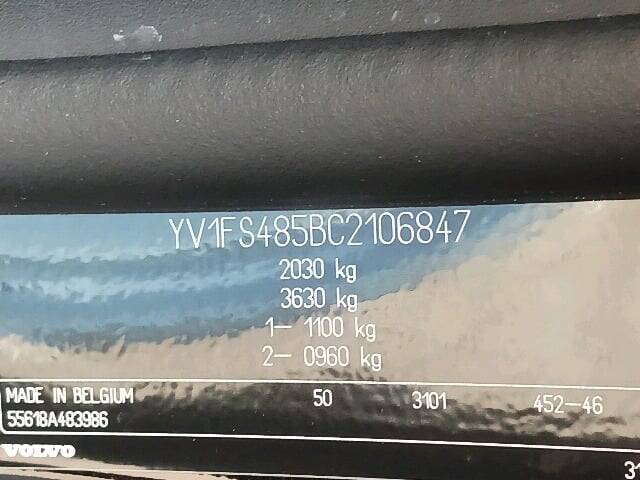 YV1FS485BC2106847
2030 kg
3630 kg
1- 1100 kg
2- 0960 kg
MADE IN BELGIUM 50 3101 452-46
55618A483986
VOLVO
31